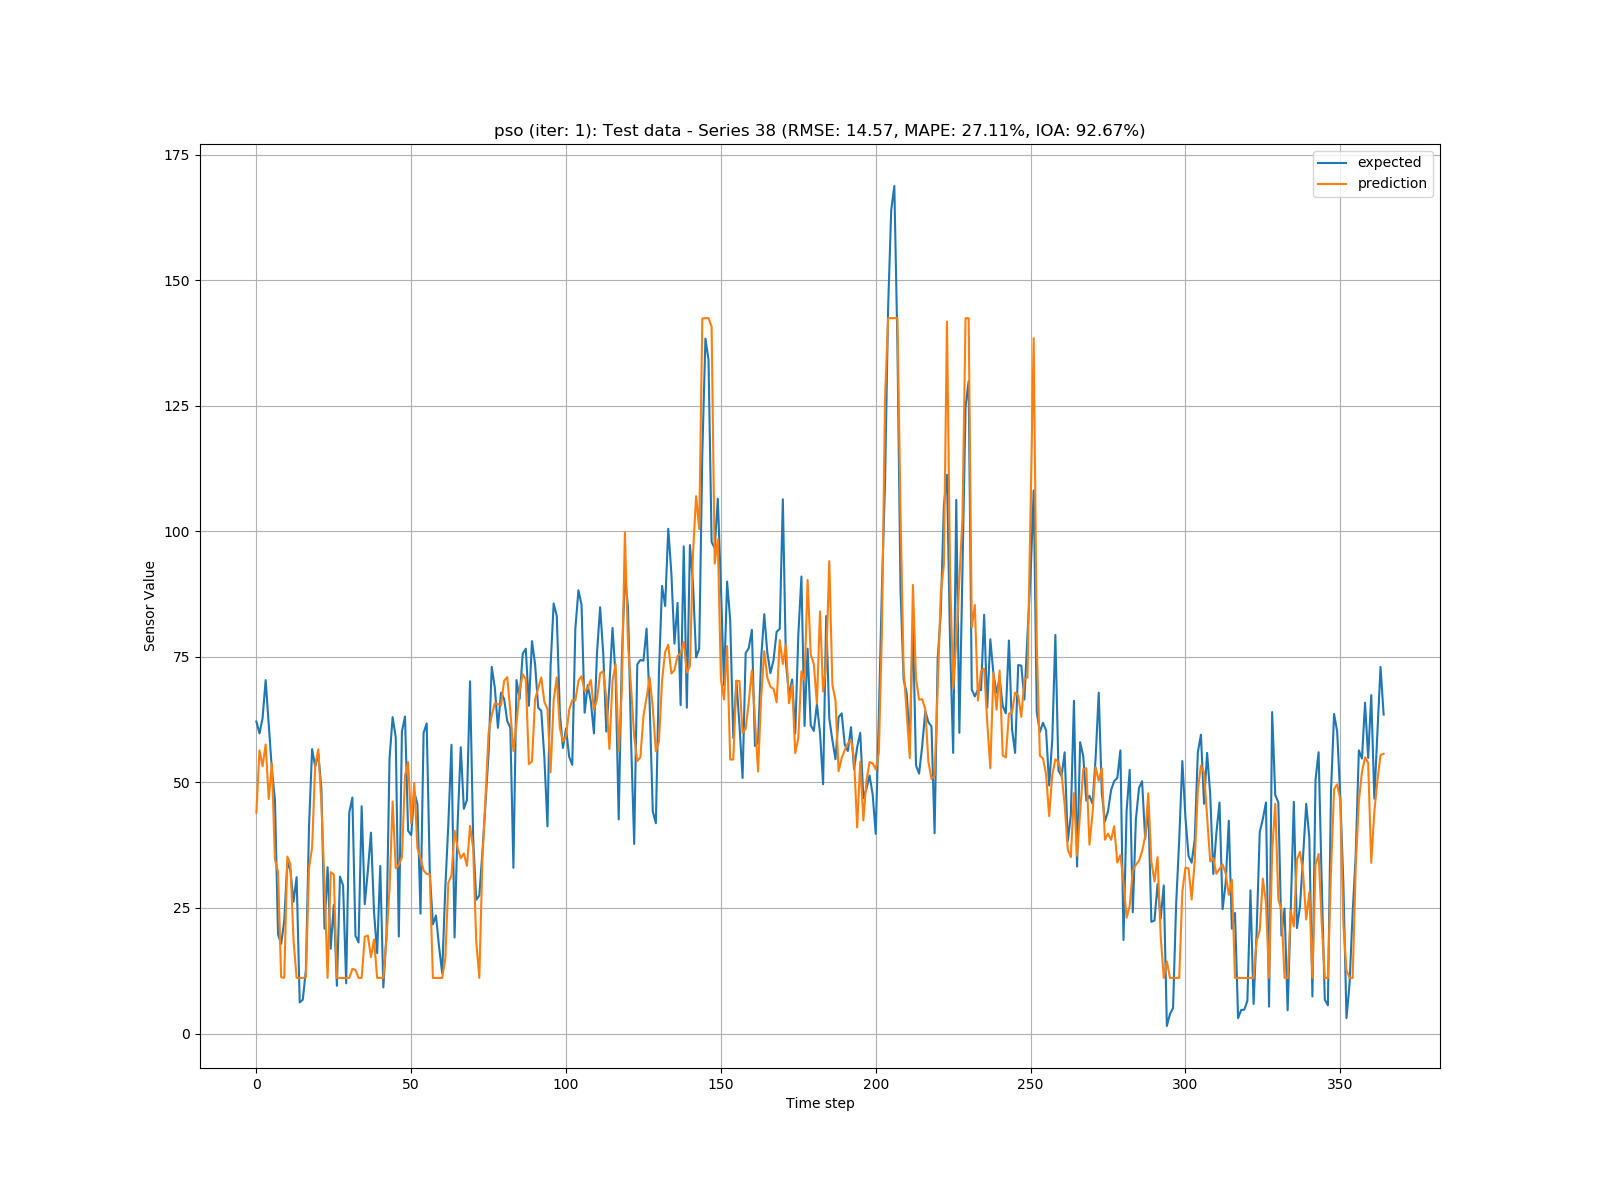 pso (iter: 1): Test data - Series 38 (RMSE: 14.57, MAPE: 27.11%, IOA: 92.67%)
expected
prediction
175
150
125
100
75
50
25
0
Sensor Value
0 50 100 150 200 250 300 350
Time step